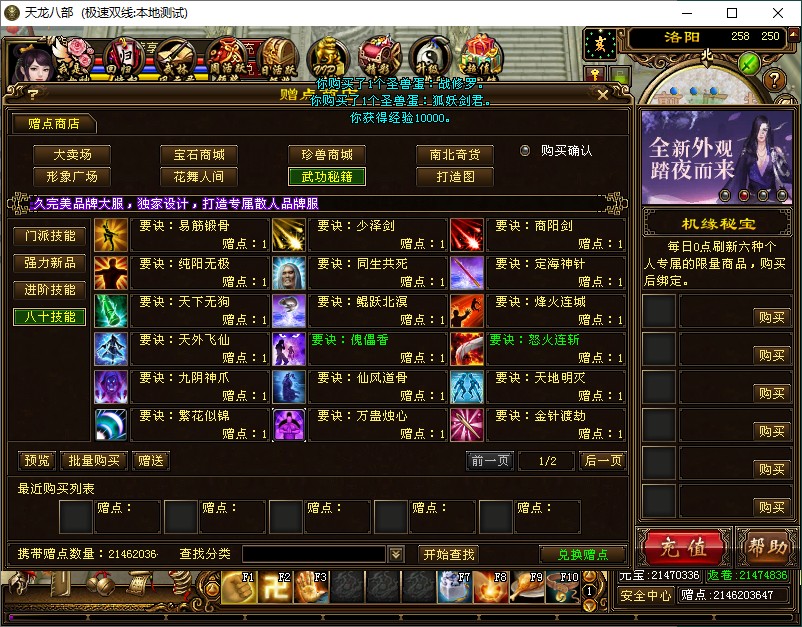 天龙八部 (极速双线:本地测试)
洛阳
258 250
亥
北
你购买了1个圣兽蛋：战修罗。
你购买了1个圣兽蛋：狐妖剑君。
你获得经验10000。
赠点商店
大卖场
宝石商城
珍兽商城
南北奇货
购买确认
形象广场
花舞人间
武功秘籍
打造图
久完美品牌大服，独家设计，打造专属散人品牌服
门派技能
强力新品
进阶技能
八十技能
要诀：易筋锻骨
赠点：1
要诀：少泽剑
赠点：1
要诀：商阳剑
赠点：1
要诀：纯阳无极
赠点：1
要诀：同生共死
赠点：1
要诀：定海神针
赠点：1
要诀：天下无狗
赠点：1
要诀：鲲跃北溟
赠点：1
要诀：烽火连城
赠点：1
要诀：天外飞仙
赠点：1
要诀：傀儡香
赠点：1
要诀：怒火连斩
赠点：1
要诀：九阴神爪
赠点：1
要诀：仙风道骨
赠点：1
要诀：天地明灭
赠点：1
要诀：繁花似锦
赠点：1
要诀：万蛊烛心
赠点：1
要诀：金针渡劫
赠点：1
预览
批量购买
赠送
前一页
1/2
后一页
最近购买列表
赠点：
赠点：
赠点：
赠点：
赠点：
携带赠点数量：21462036
查找分类
开始查找
兑换赠点
全新外观
踏夜而来
机缘秘宝
每日0点刷新六种个
人专属的限量商品，购买
后绑定。
购买
购买
购买
购买
购买
购买
充值
帮助
F1
F2
F3
F7
F8
F9
F10
1
元宝:21470336
返卷:21474836
安全中心
赠点:2146203647